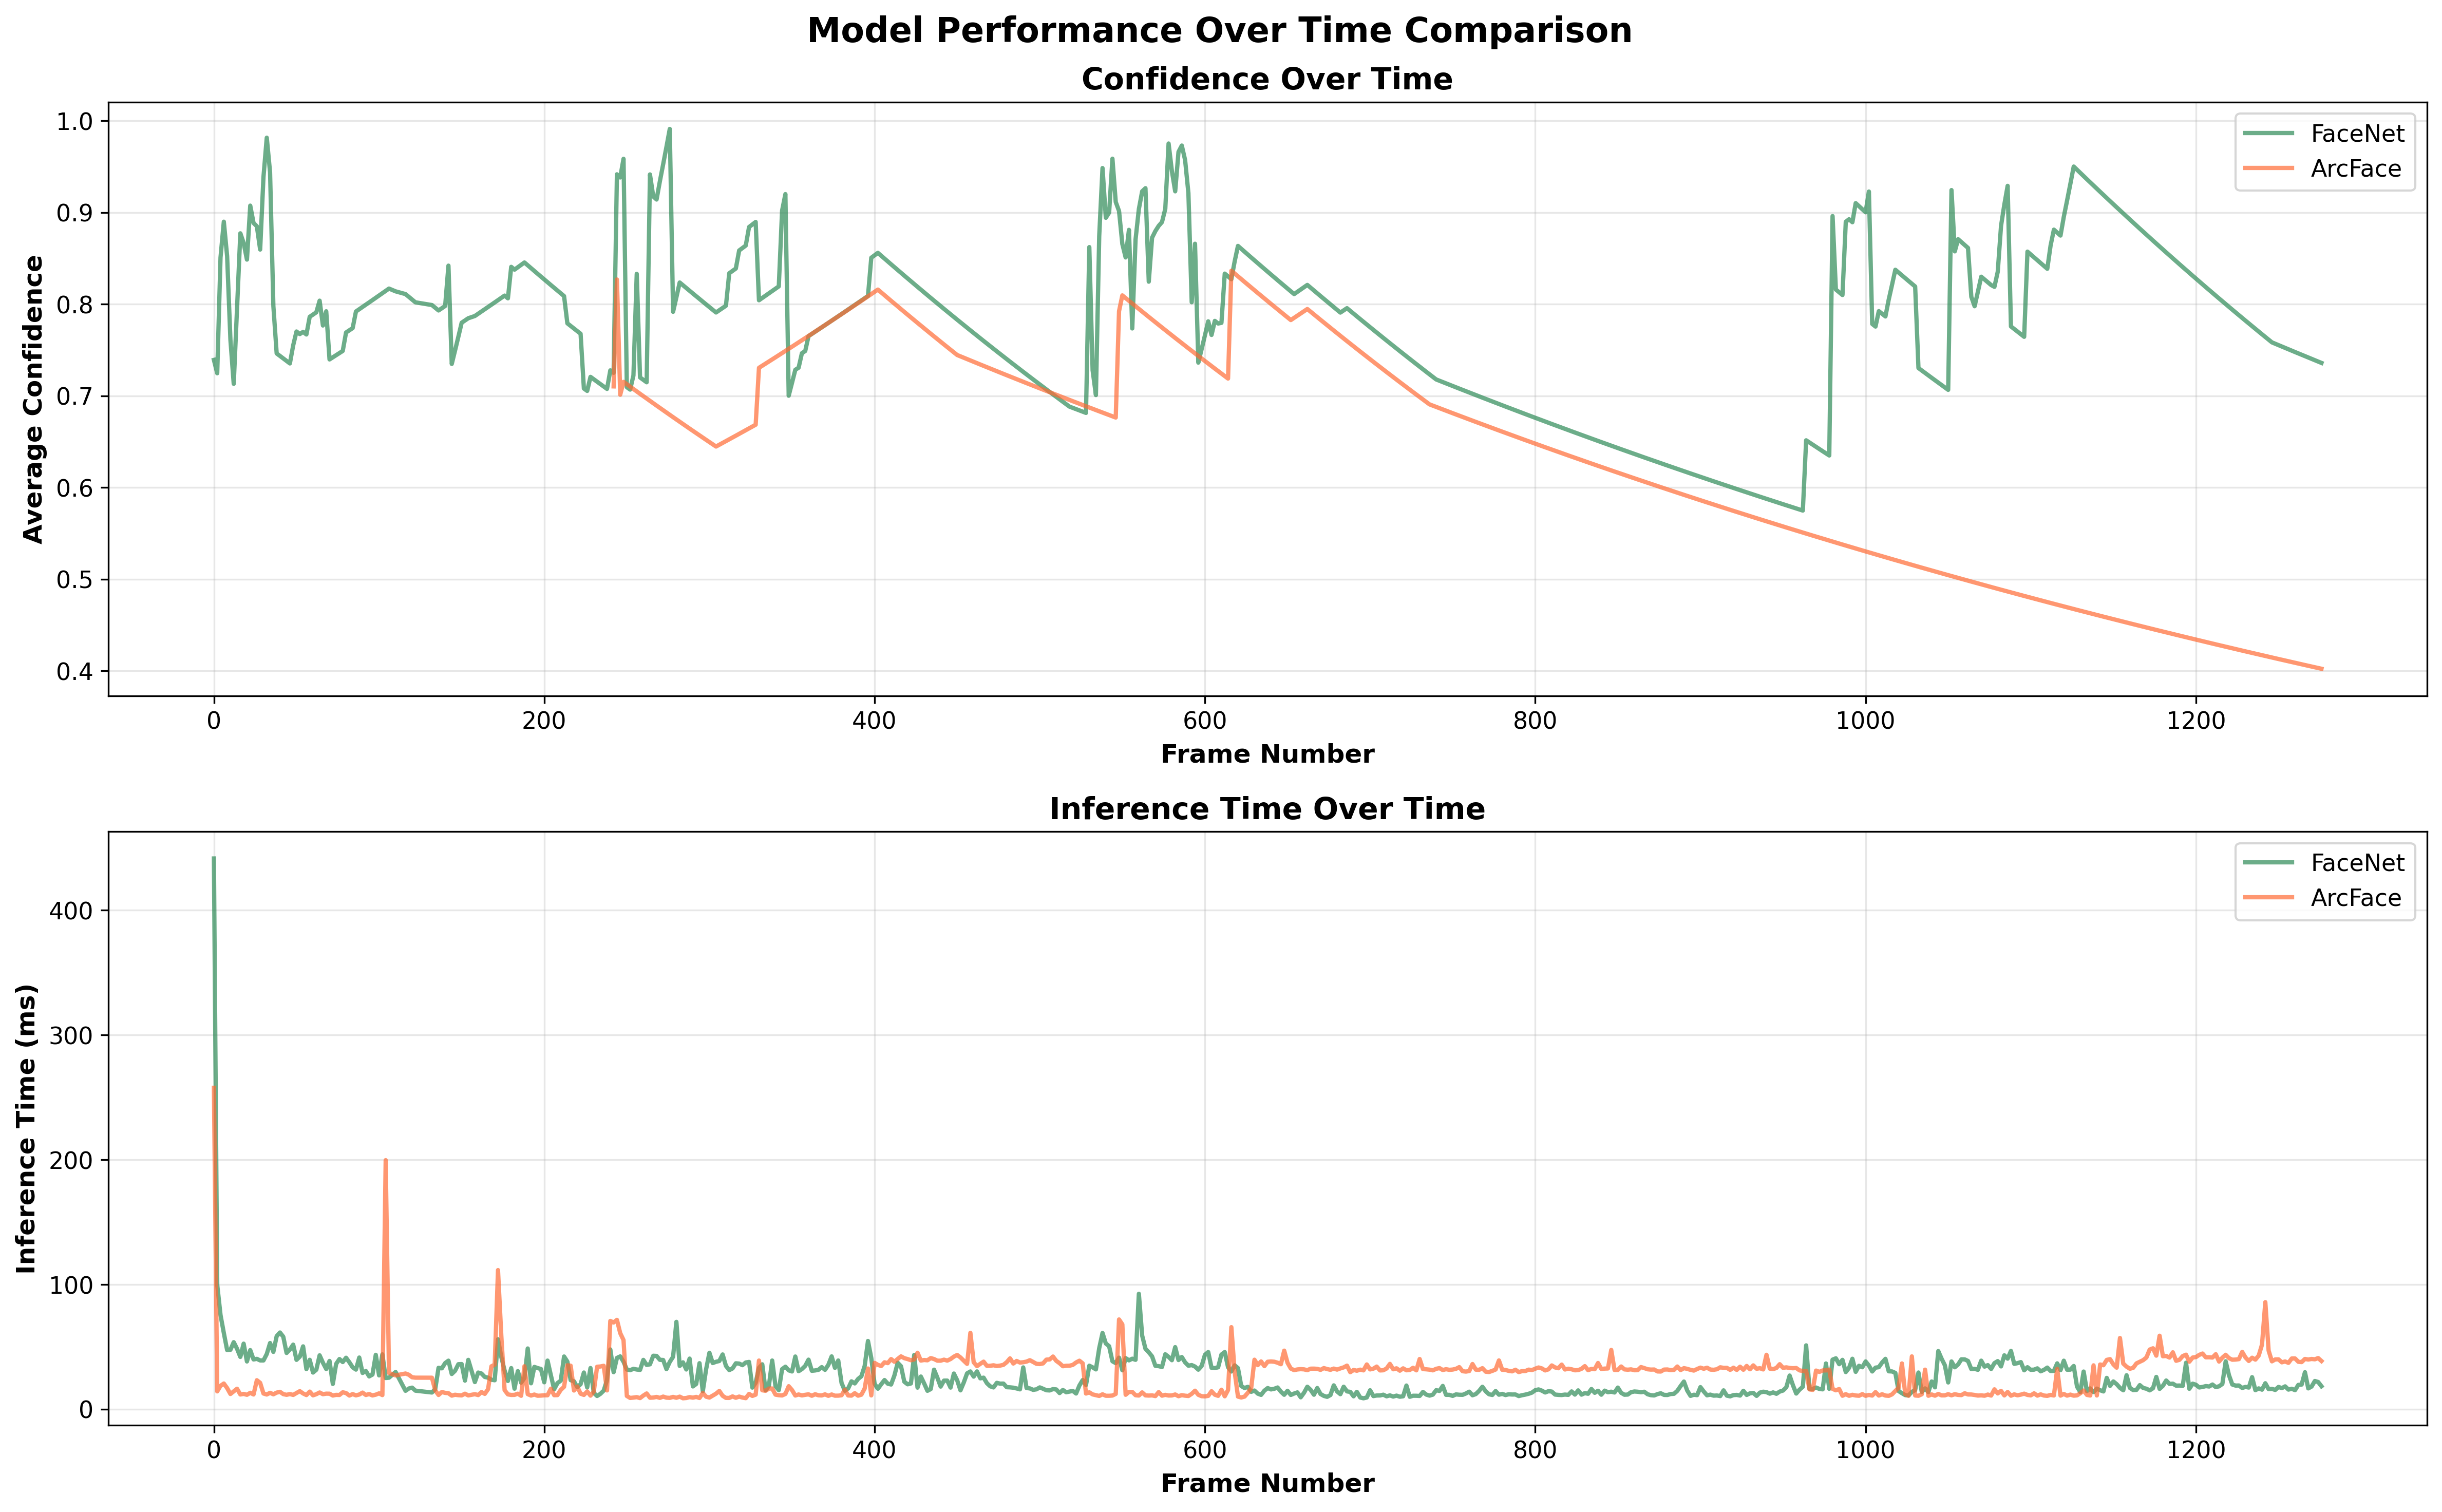 Model Performance Over Time Comparison
Confidence Over Time
1.0
0.9
0.8
0.7
0.6
0.5
0.4
Average Confidence
FaceNet
ArcFace
0 200 400 600 800 1000 1200
Frame Number
Inference Time Over Time
400
300
200
100
0
Inference Time (ms)
FaceNet
ArcFace
0 200 400 600 800 1000 1200
Frame Number